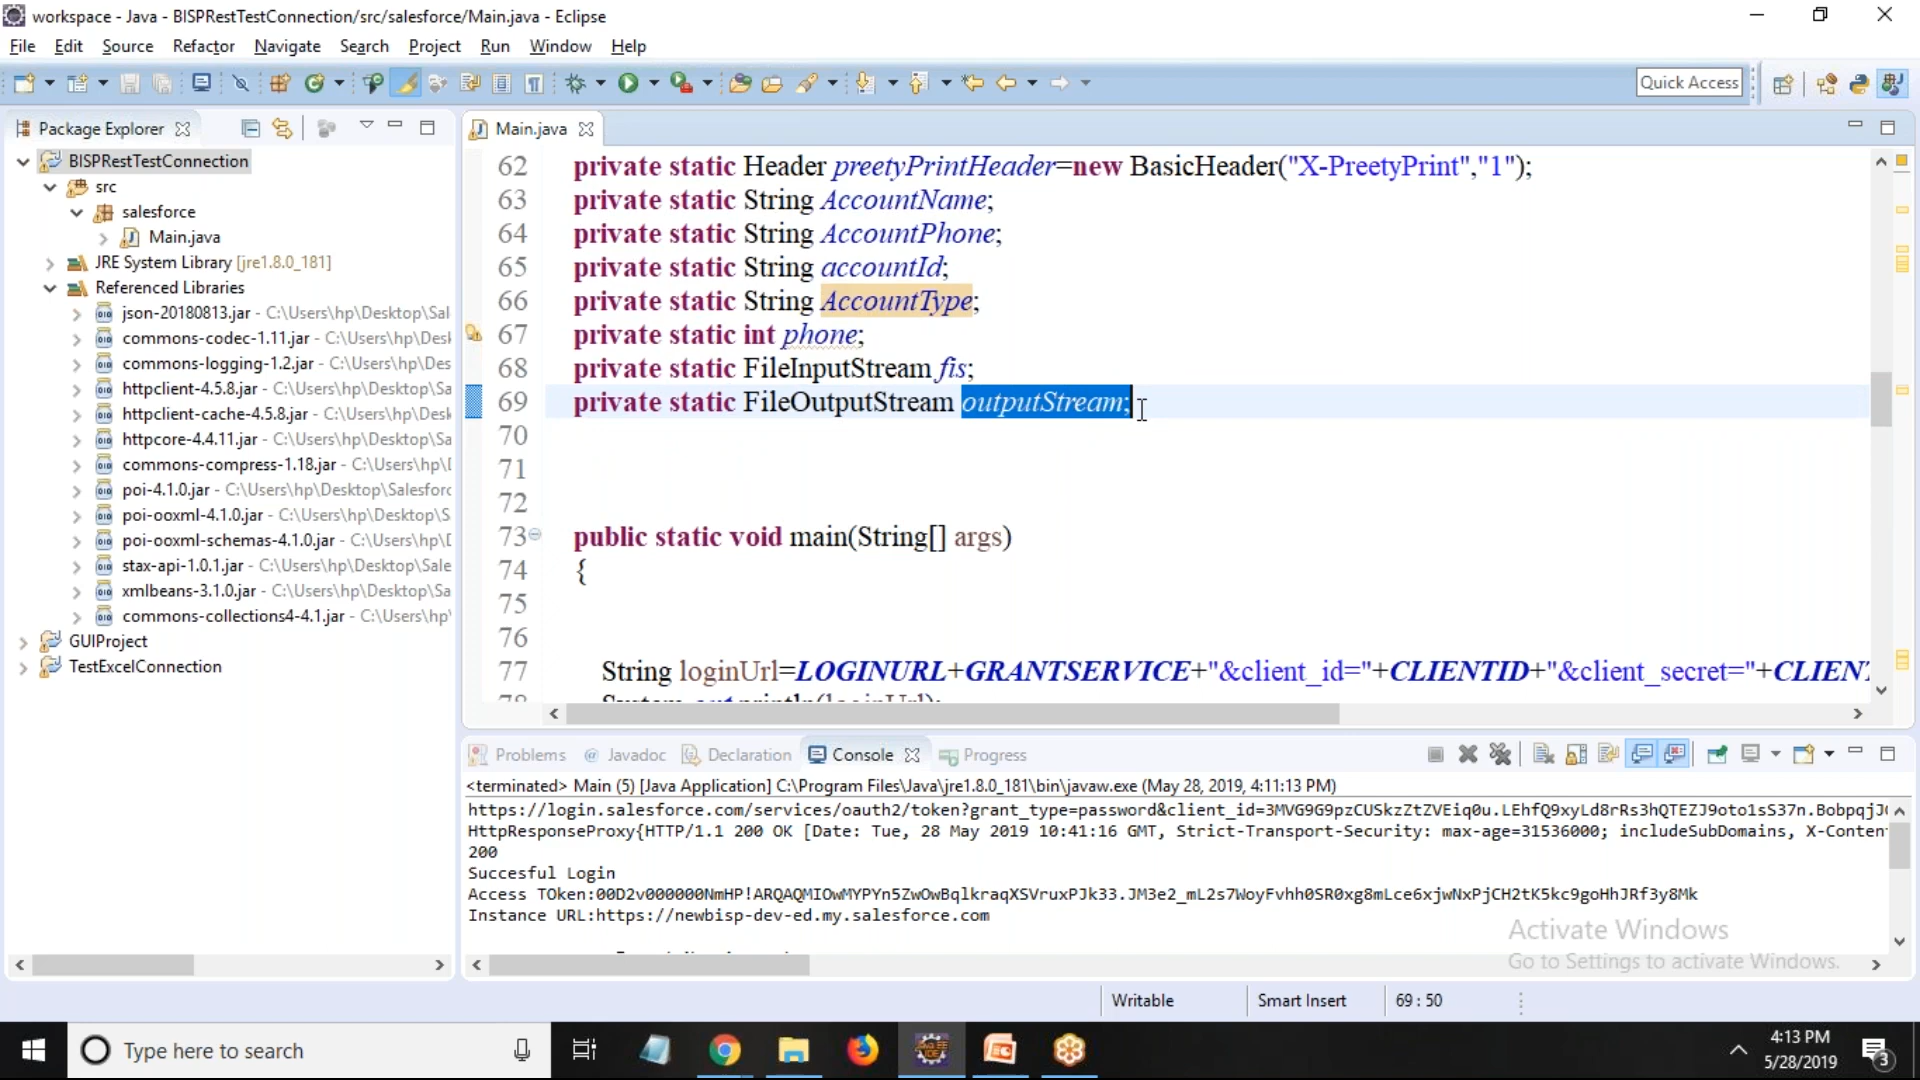 workspace - Java - BISPRestTestConnection/src/salesforce/Main.java - Eclipse
File Edit Source Refactor Navigate Search Project Run Window Help
Quick Access
Package Explorer
Main.java
BISPRestTestConnection
src
salesforce
Main.java
JRE System Library [jre1.8.0_181]
Referenced Libraries
json-20180813.jar - C:\Users\hp\Desktop\Sal
commons-codec-1.11.jar - C:\Users\hp\Desk
commons-logging-1.2.jar - C:\Users\hp\Des
httpclient-4.5.8.jar - C:\Users\hp\Desktop\Sa
httpclient-cache-4.5.8.jar - C:\Users\hp\Desk
httpcore-4.4.11.jar - C:\Users\hp\Desktop\Sa
commons-compress-1.18.jar - C:\Users\hp\D
poi-4.1.0.jar - C:\Users\hp\Desktop\Salesforc
poi-ooxml-4.1.0.jar - C:\Users\hp\Desktop\S
poi-ooxml-schemas-4.1.0.jar - C:\Users\hp\D
stax-api-1.0.1.jar - C:\Users\hp\Desktop\Sale
xmlbeans-3.1.0.jar - C:\Users\hp\Desktop\Sa
commons-collections4-4.1.jar - C:\Users\hp\
GUIProject
TestExcelConnection
62 private static Header preetyPrintHeader=new BasicHeader("X-PreetyPrint","1");
63 private static String AccountName;
64 private static String AccountPhone;
65 private static String accountId;
66 private static String AccountType;
67 private static int phone;
68 private static FileInputStream fis;
69 private static FileOutputStream outputStream;
70
71
72
73 public static void main(String[] args)
74 {
75
76
77 String loginUrl=LOGINURL+GRANTSERVICE+"&client_id="+CLIENTID+"&client_secret="+CLIENT
78 System.out.println(loginUrl);
Problems Javadoc Declaration Console Progress
<terminated> Main (5) [Java Application] C:\Program Files\Java\jre1.8.0_181\bin\javaw.exe (May 28, 2019, 4:11:13 PM)
https://login.salesforce.com/services/oauth2/token?grant_type=password&client_id=3MVG9G9pzCUSkzZtZVEiq0u.LEhfQ9xyLd8rRs3hQTEZJ9oto1sS37n.BobpqjJ
HttpResponseProxy{HTTP/1.1 200 OK [Date: Tue, 28 May 2019 10:41:16 GMT, Strict-Transport-Security: max-age=31536000; includeSubDomains, X-Conten
200
Succesful Login
Access TOken:00D2v000000NmHP!ARQAQMIOwMYPYn5ZwOwBqlkraqXSVruxPJk33.JM3e2_mL2s7WoyFvhh0SR0xg8mLce6xjwNxPjCH2tK5kc9goHhJRf3y8Mk
Instance URL:https://newbisp-dev-ed.my.salesforce.com
Activate Windows
Go to Settings to activate Windows.
Writable Smart Insert 69 : 50
Type here to search
4:13 PM
5/28/2019
3